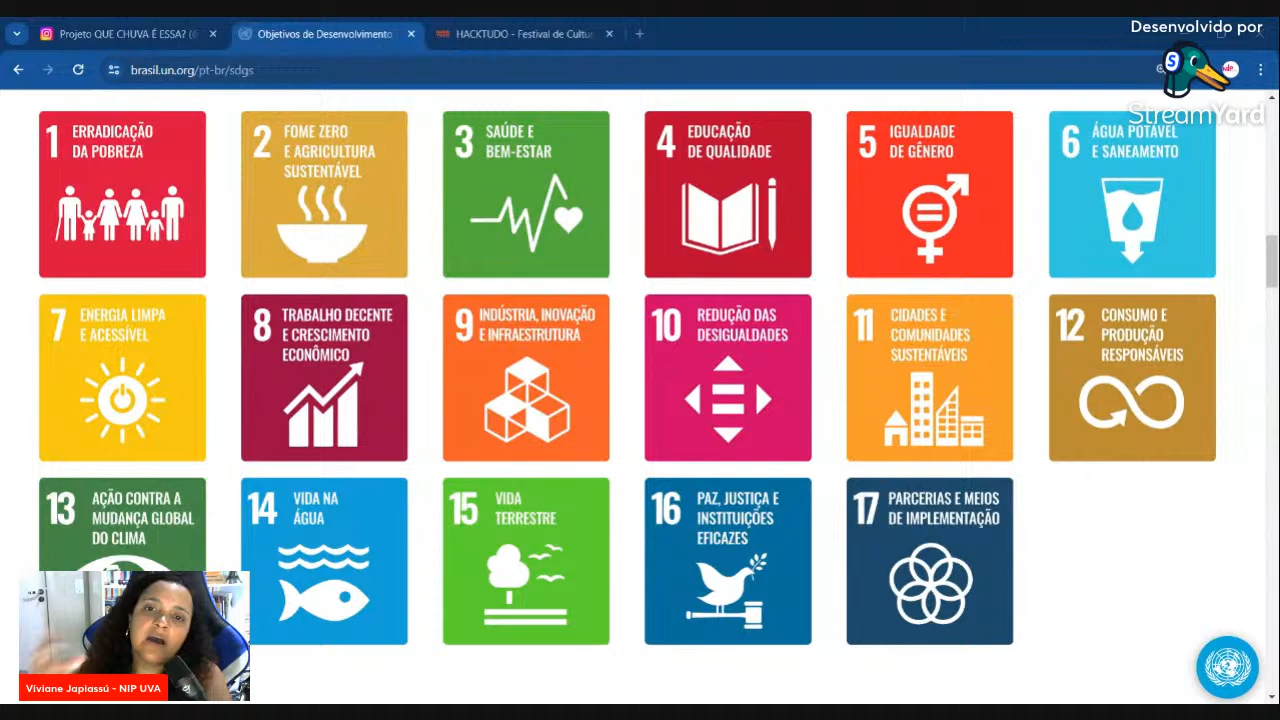 Projeto QUE CHUVA É ESSA? (
Objetivos de Desenvolvimento
HACKTUDO - Festival de Cultu
Desenvolvido por
brasil.un.org/pt-br/sdgs
StreamYard
1 ERRADICAÇÃO
DA POBREZA
2 FOME ZERO
E AGRICULTURA
SUSTENTÁVEL
3 SAÚDE E
BEM-ESTAR
4 EDUCAÇÃO
DE QUALIDADE
5 IGUALDADE
DE GÊNERO
6 ÁGUA POTÁVEL
E SANEAMENTO
7 ENERGIA LIMPA
E ACESSÍVEL
8 TRABALHO DECENTE
E CRESCIMENTO
ECONÔMICO
9 INDÚSTRIA, INOVAÇÃO
E INFRAESTRUTURA
10 REDUÇÃO DAS
DESIGUALDADES
11 CIDADES E
COMUNIDADES
SUSTENTÁVEIS
12 CONSUMO E
PRODUÇÃO
RESPONSÁVEIS
13 AÇÃO CONTRA A
MUDANÇA GLOBAL
DO CLIMA
14 VIDA NA
ÁGUA
15 VIDA
TERRESTRE
16 PAZ, JUSTIÇA E
INSTITUIÇÕES
EFICAZES
17 PARCERIAS E MEIOS
DE IMPLEMENTAÇÃO
Viviane Japiassú - NIP UVA